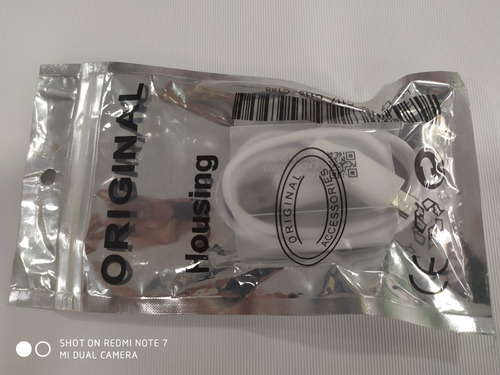 ORIGINAL
Housing
ORIGINAL
ACCESSORIES
CE
SHOT ON REDMI NOTE 7
MI DUAL CAMERA